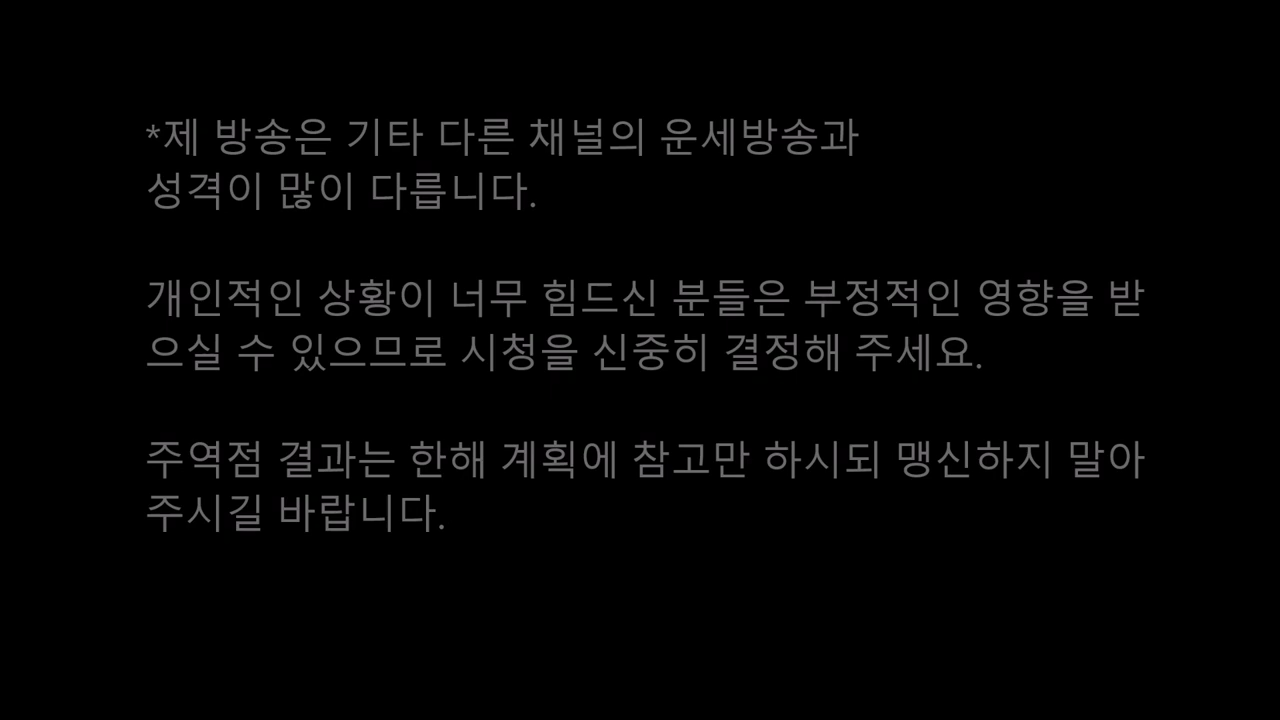 *제 방송은 기타 다른 채널의 운세방송과
성격이 많이 다릅니다.
개인적인 상황이 너무 힘드신 분들은 부정적인 영향을 받
으실 수 있으므로 시청을 신중히 결정해 주세요.
주역점 결과는 한해 계획에 참고만 하시되 맹신하지 말아
주시길 바랍니다.